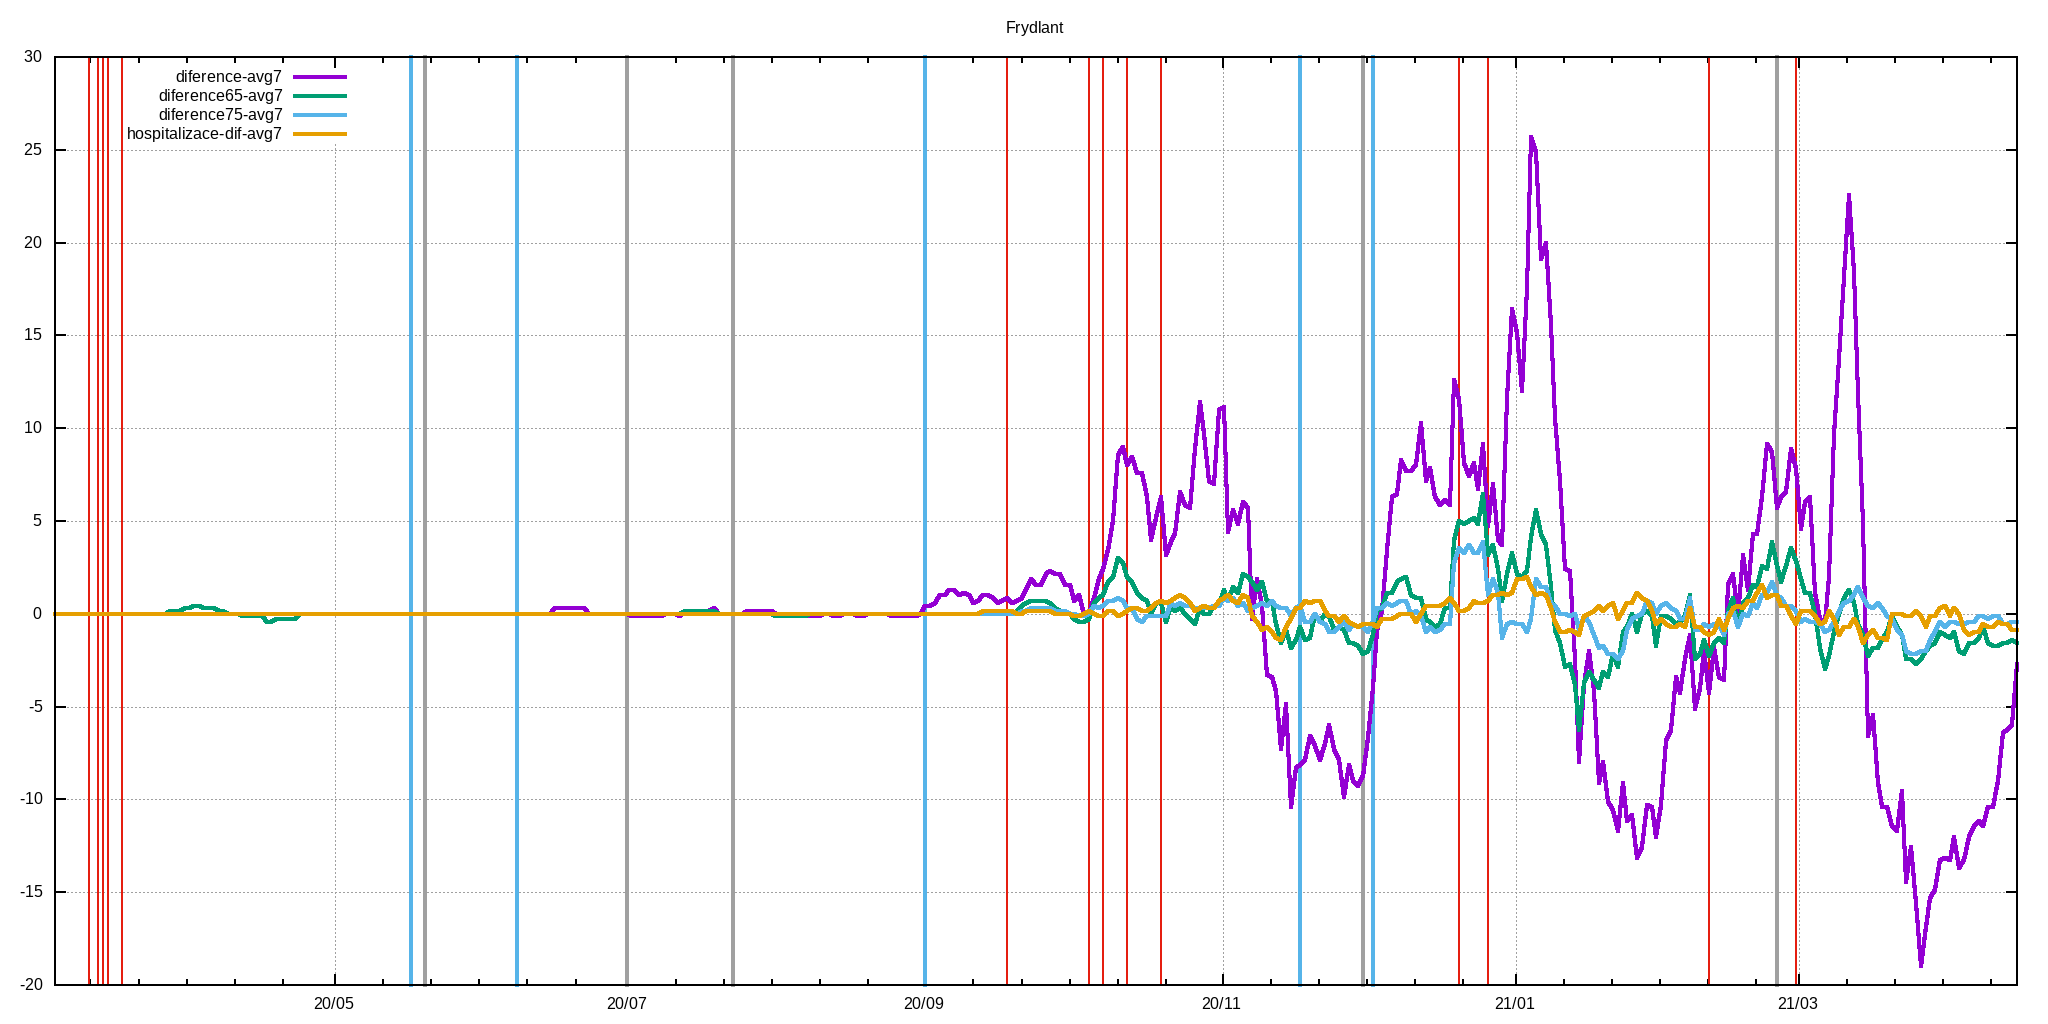 Frydlant
30
diference-avg7
diference65-avg7
diference75-avg7
hospitalizace-dif-avg7
25
20
15
10
5
0
-5
-10
-15
-20
20/05 20/07 20/09 20/11 21/01 21/03